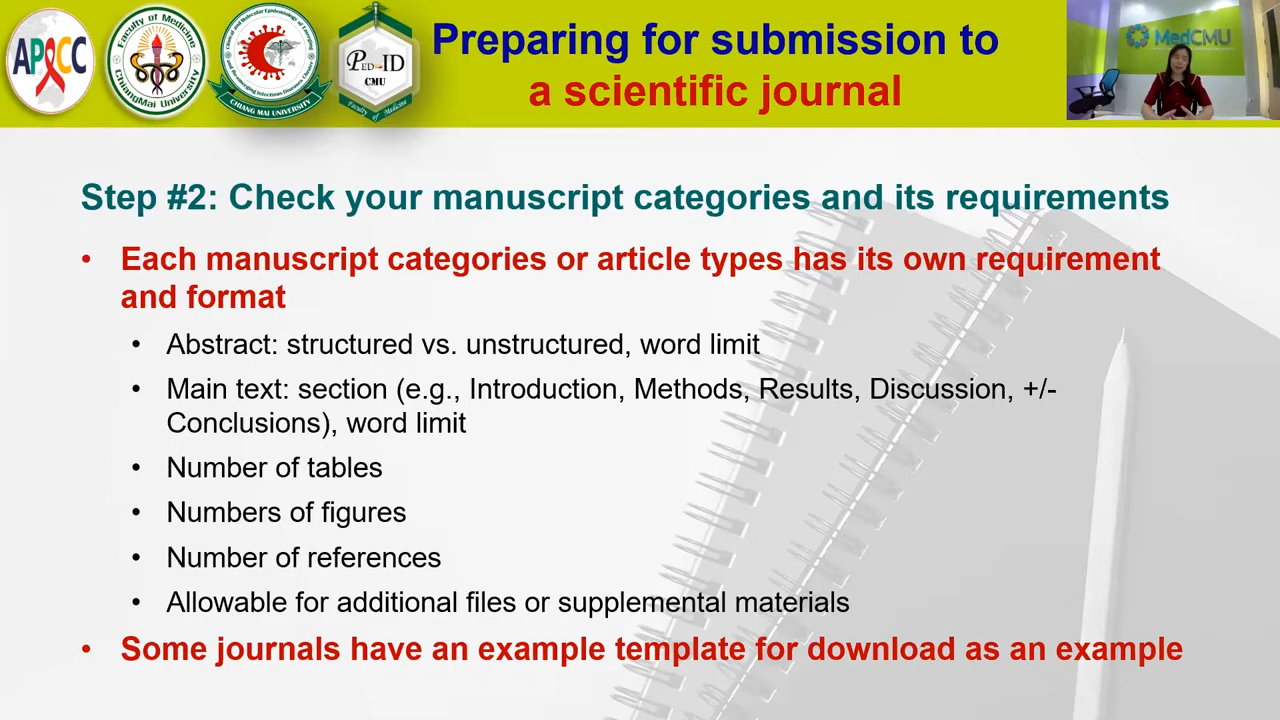 APCC
Faculty of Medicine
ChiangMai University
CHIANG MAI UNIVERSITY
PED-ID
CMU
Faculty of Medicine
Preparing for submission to
a scientific journal
MedCMU
Step #2: Check your manuscript categories and its requirements
• Each manuscript categories or article types has its own requirement
and format
• Abstract: structured vs. unstructured, word limit
• Main text: section (e.g., Introduction, Methods, Results, Discussion, +/-
Conclusions), word limit
• Number of tables
• Numbers of figures
• Number of references
• Allowable for additional files or supplemental materials
• Some journals have an example template for download as an example